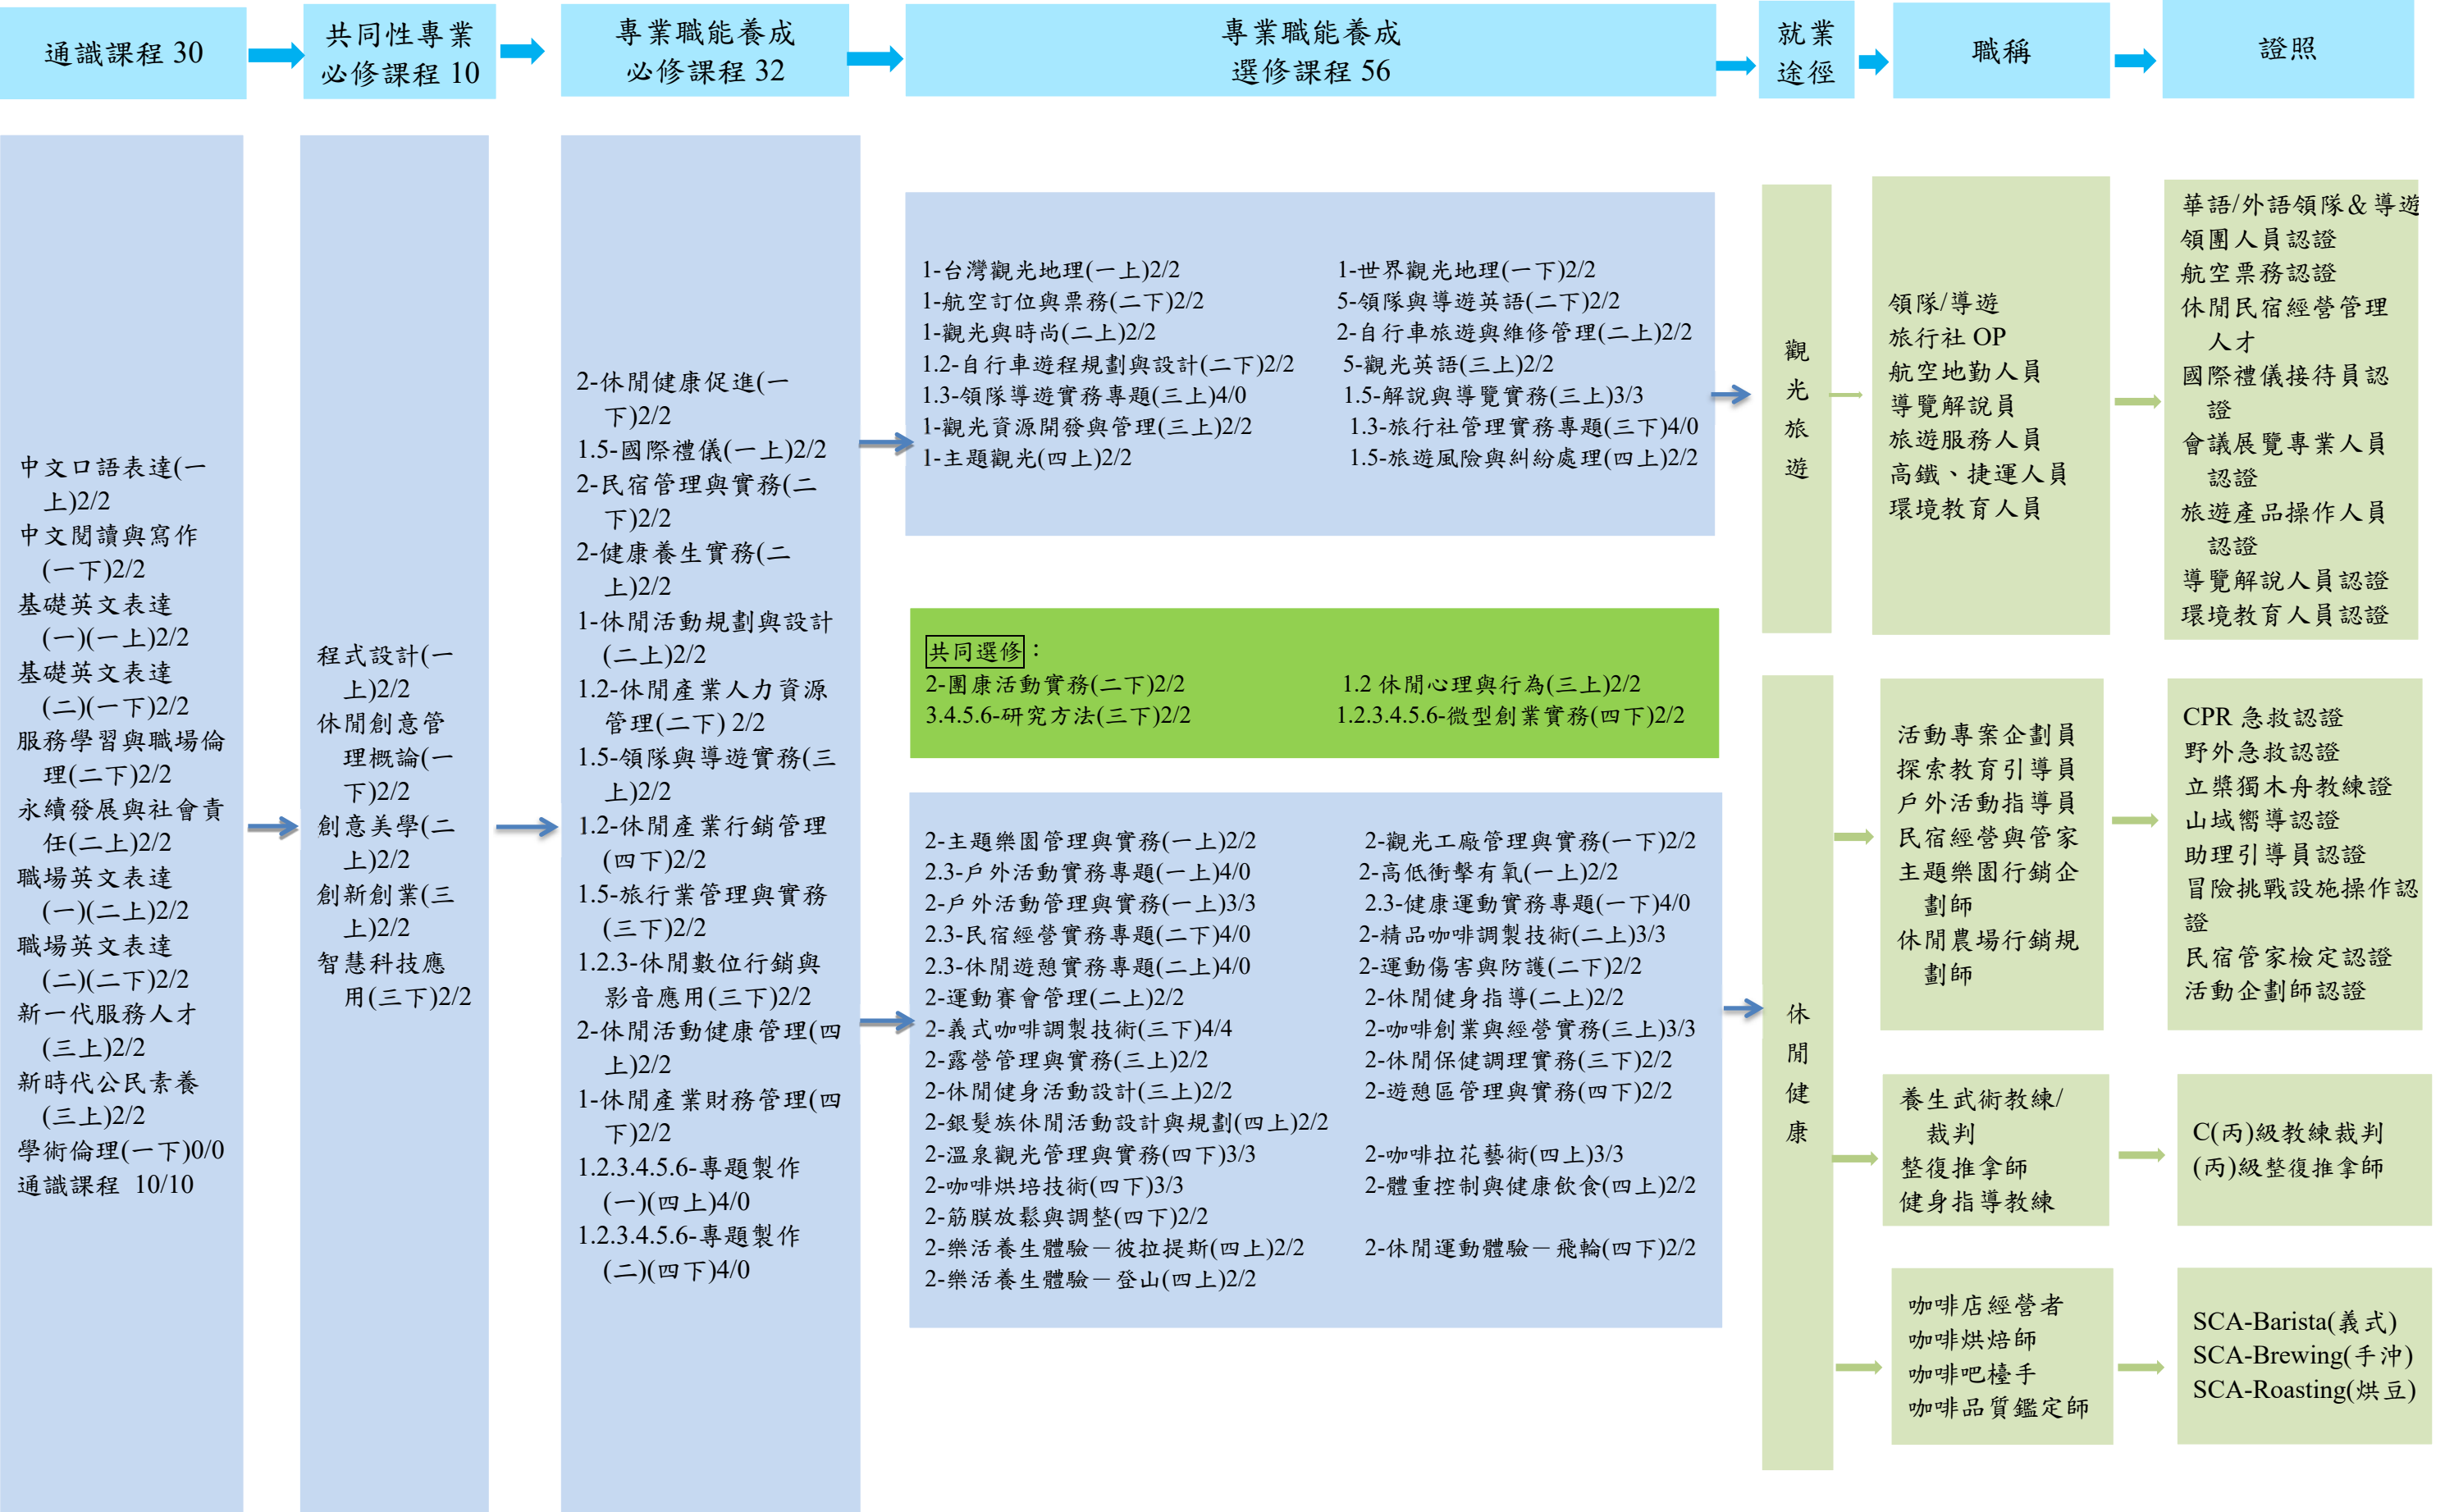 通識課程 30
共同性專業
必修課程 10
專業職能養成
必修課程 32
專業職能養成
選修課程 56
就業
途徑
職稱
證照
中文口語表達(一
上)2/2
中文閱讀與寫作
(一下)2/2
基礎英文表達
(一)(一上)2/2
基礎英文表達
(二)(一下)2/2
服務學習與職場倫
理(二下)2/2
永續發展與社會責
任(二上)2/2
職場英文表達
(一)(二上)2/2
職場英文表達
(二)(二下)2/2
新一代服務人才
(三上)2/2
新時代公民素養
(三上)2/2
學術倫理(一下)0/0
通識課程 10/10
程式設計(一
上)2/2
休閒創意管
理概論(一
下)2/2
創意美學(二
上)2/2
創新創業(三
上)2/2
智慧科技應
用(三下)2/2
2-休閒健康促進(一
下)2/2
1.5-國際禮儀(一上)2/2
2-民宿管理與實務(二
下)2/2
2-健康養生實務(二
上)2/2
1-休閒活動規劃與設計
(二上)2/2
1.2-休閒產業人力資源
管理(二下) 2/2
1.5-領隊與導遊實務(三
上)2/2
1.2-休閒產業行銷管理
(四下)2/2
1.5-旅行業管理與實務
(三下)2/2
1.2.3-休閒數位行銷與
影音應用(三下)2/2
2-休閒活動健康管理(四
上)2/2
1-休閒產業財務管理(四
下)2/2
1.2.3.4.5.6-專題製作
(一)(四上)4/0
1.2.3.4.5.6-專題製作
(二)(四下)4/0
1-台灣觀光地理(一上)2/2 1-世界觀光地理(一下)2/2
1-航空訂位與票務(二下)2/2 5-領隊與導遊英語(二下)2/2
1-觀光與時尚(二上)2/2 2-自行車旅遊與維修管理(二上)2/2
1.2-自行車遊程規劃與設計(二下)2/2 5-觀光英語(三上)2/2
1.3-領隊導遊實務專題(三上)4/0 1.5-解說與導覽實務(三上)3/3
1-觀光資源開發與管理(三上)2/2 1.3-旅行社管理實務專題(三下)4/0
1-主題觀光(四上)2/2 1.5-旅遊風險與糾紛處理(四上)2/2
共同選修：
2-團康活動實務(二下)2/2 1.2 休閒心理與行為(三上)2/2
3.4.5.6-研究方法(三下)2/2 1.2.3.4.5.6-微型創業實務(四下)2/2
2-主題樂園管理與實務(一上)2/2 2-觀光工廠管理與實務(一下)2/2
2.3-戶外活動實務專題(一上)4/0 2-高低衝擊有氧(一上)2/2
2-戶外活動管理與實務(一上)3/3 2.3-健康運動實務專題(一下)4/0
2.3-民宿經營實務專題(二下)4/0 2-精品咖啡調製技術(二上)3/3
2.3-休閒遊憩實務專題(二上)4/0 2-運動傷害與防護(二下)2/2
2-運動賽會管理(二上)2/2 2-休閒健身指導(二上)2/2
2-義式咖啡調製技術(三下)4/4 2-咖啡創業與經營實務(三上)3/3
2-露營管理與實務(三上)2/2 2-休閒保健調理實務(三下)2/2
2-休閒健身活動設計(三上)2/2 2-遊憩區管理與實務(四下)2/2
2-銀髮族休閒活動設計與規劃(四上)2/2
2-溫泉觀光管理與實務(四下)3/3 2-咖啡拉花藝術(四上)3/3
2-咖啡烘培技術(四下)3/3 2-體重控制與健康飲食(四上)2/2
2-筋膜放鬆與調整(四下)2/2
2-樂活養生體驗－彼拉提斯(四上)2/2 2-休閒運動體驗－飛輪(四下)2/2
2-樂活養生體驗－登山(四上)2/2
觀
光
旅
遊
領隊/導遊
旅行社 OP
航空地勤人員
導覽解說員
旅遊服務人員
高鐵、捷運人員
環境教育人員
華語/外語領隊＆導遊
領團人員認證
航空票務認證
休閒民宿經營管理
人才
國際禮儀接待員認
證
會議展覽專業人員
認證
旅遊產品操作人員
認證
導覽解說人員認證
環境教育人員認證
休
閒
健
康
活動專案企劃員
探索教育引導員
戶外活動指導員
民宿經營與管家
主題樂園行銷企
劃師
休閒農場行銷規
劃師
CPR 急救認證
野外急救認證
立槳獨木舟教練證
山域嚮導認證
助理引導員認證
冒險挑戰設施操作認
證
民宿管家檢定認證
活動企劃師認證
養生武術教練/
裁判
整復推拿師
健身指導教練
C(丙)級教練裁判
(丙)級整復推拿師
咖啡店經營者
咖啡烘焙師
咖啡吧檯手
咖啡品質鑑定師
SCA-Barista(義式)
SCA-Brewing(手沖)
SCA-Roasting(烘豆)